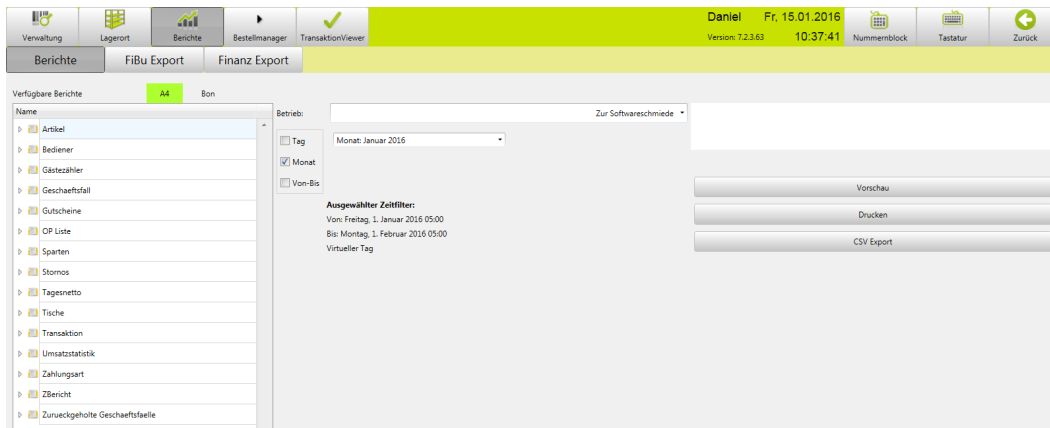 Verwaltung
Lagerort
Berichte
Bestellmanager
TransaktionViewer
Daniel Fr, 15.01.2016
Version: 7.2.3.63 10:37:41
Nummernblock
Tastatur
Zurück
Berichte
FiBu Export
Finanz Export
Verfügbare Berichte
A4
Bon
Name
Artikel
Bediener
Gästezähler
Geschaeftsfall
Gutscheine
OP Liste
Sparten
Stornos
Tagesnetto
Tische
Transaktion
Umsatzstatistik
Zahlungsart
ZBericht
Zurueckgeholte Geschaeftsfaelle
Betrieb:
Zur Softwareschmiede
Tag
Monat
Von-Bis
Monat: Januar 2016
Ausgewählter Zeitfilter:
Von: Freitag, 1. Januar 2016 05:00
Bis: Montag, 1. Februar 2016 05:00
Virtueller Tag
Vorschau
Drucken
CSV Export